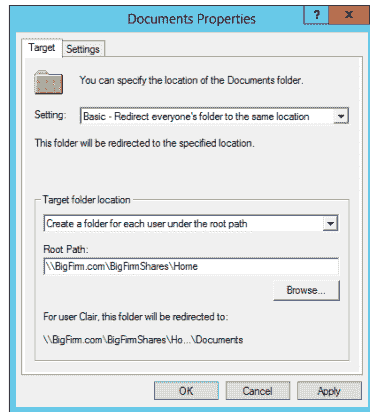 Documents Properties
? x
Target Settings
You can specify the location of the Documents folder.
Setting: Basic - Redirect everyone's folder to the same location
This folder will be redirected to the specified location.
Target folder location
Create a folder for each user under the root path
Root Path:
\\BigFirm.com\BigFirmShares\Home
Browse...
For user Clair, this folder will be redirected to:
\\BigFirm.com\BigFirmShares\Ho...\Documents
OK Cancel Apply